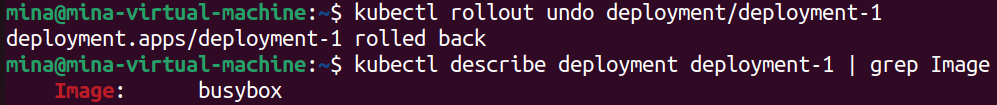 mina@mina-virtual-machine:~$ kubectl rollout undo deployment/deployment-1
deployment.apps/deployment-1 rolled back
mina@mina-virtual-machine:~$ kubectl describe deployment deployment-1 | grep Image
    Image:      busybox